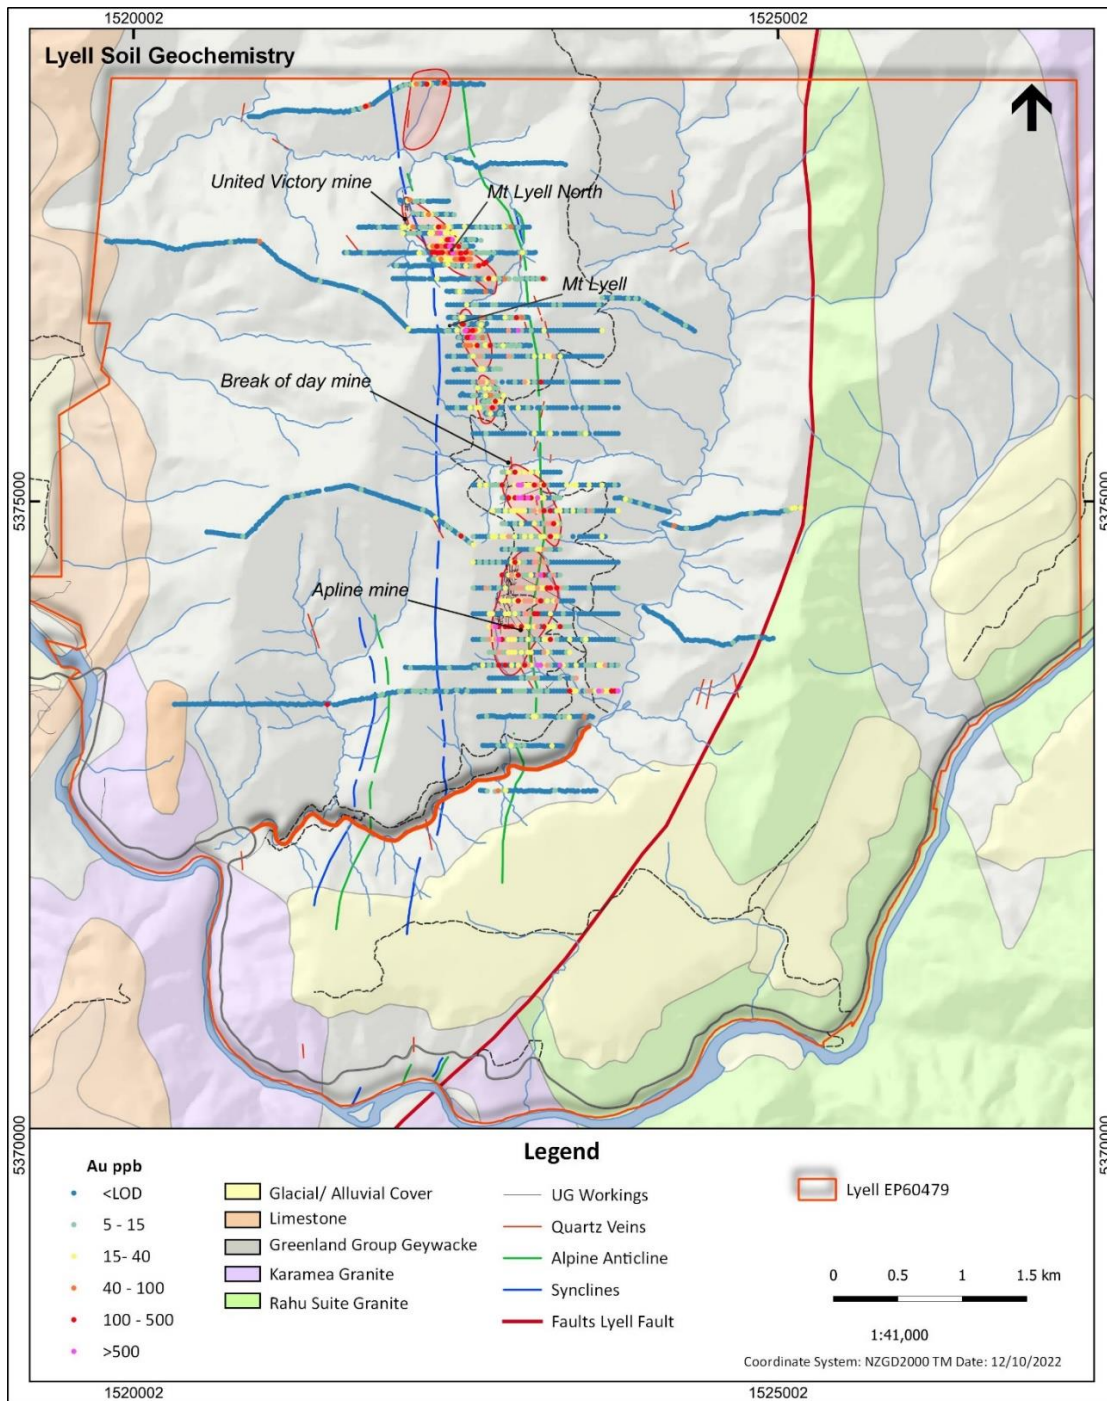 1520002
1525002
Lyell Soil Geochemistry
United Victory mine
Mt Lyell North
Mt Lyell
Break of day mine
5375000
5375000
Apline mine
5370000
5370000
Legend
Au ppb
<LOD
5 - 15
15- 40
40 - 100
100 - 500
>500
Glacial/ Alluvial Cover
Limestone
Greenland Group Geywacke
Karamea Granite
Rahu Suite Granite
UG Workings
Quartz Veins
Alpine Anticline
Synclines
Faults Lyell Fault
Lyell EP60479
0 0.5 1 1.5 km
1:41,000
Coordinate System: NZGD2000 TM Date: 12/10/2022
1520002
1525002